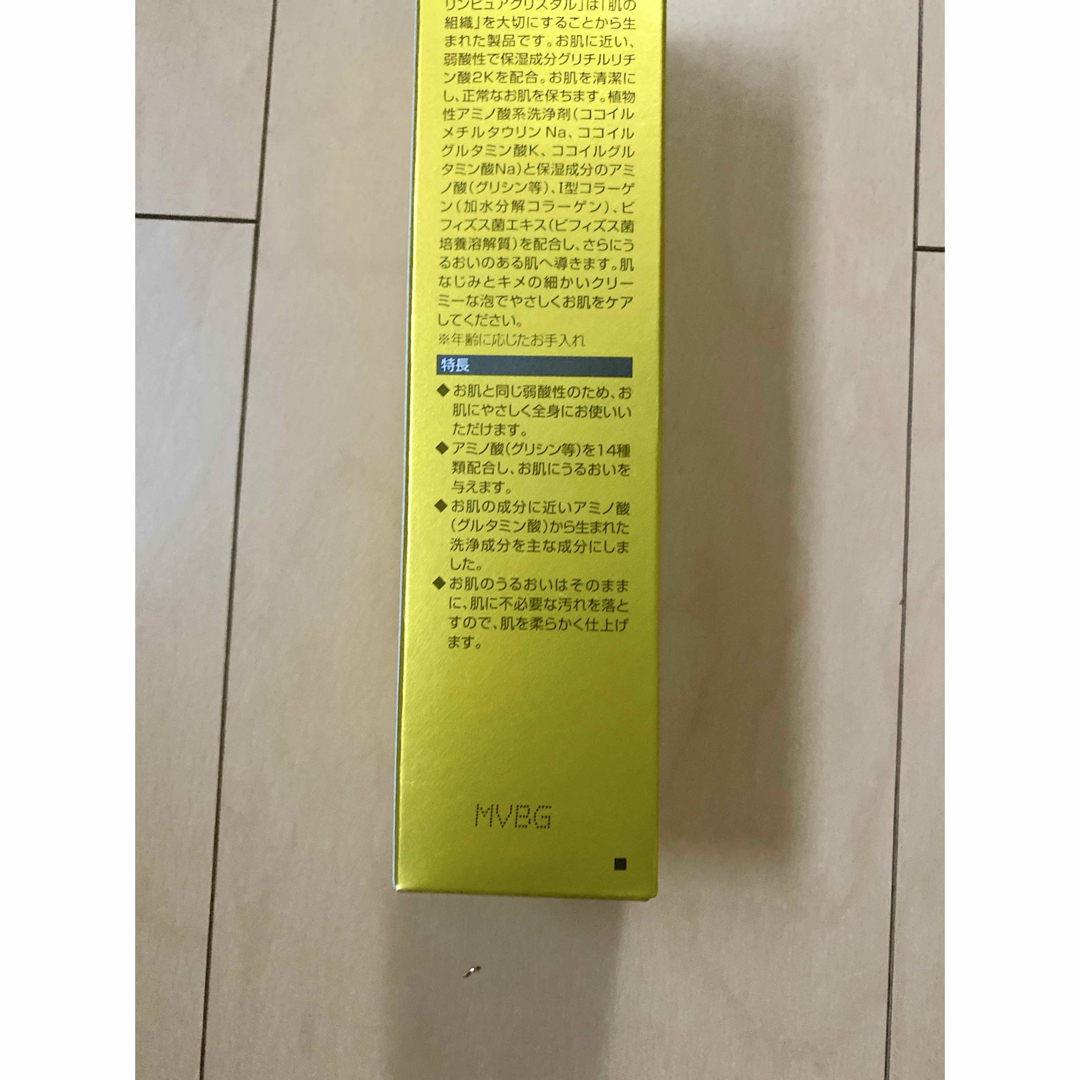 リンピュアクリスタル」は「肌の
組織」を大切にすることから生
まれた製品です。お肌に近い、
弱酸性で保湿成分グリチルリチ
ン酸2Kを配合。お肌を清潔に
し、正常なお肌を保ちます。植物
性アミノ酸系洗浄剤(ココイル
メチルタウリンNa、ココイル
グルタミン酸K、ココイルグル
タミン酸Na)と保湿成分のアミ
ノ酸(グリシン等)、I型コラーゲ
ン(加水分解コラーゲン)、ビ
フィズス菌エキス(ビフィズス菌
培養溶解質)を配合し、さらにう
るおいのある肌へ導きます。肌
なじみとキメの細かいクリー
ミーな泡でやさしくお肌をケア
してください。
※年齢に応じたお手入れ
特長
◆お肌と同じ弱酸性のため、お
肌にやさしく全身にお使いい
ただけます。
◆アミノ酸(グリシン等)を14種
類配合し、お肌にうるおいを
与えます。
◆お肌の成分に近いアミノ酸
(グルタミン酸)から生まれた
洗浄成分を主な成分にしま
した。
◆お肌のうるおいはそのまま
に、肌に不必要な汚れを落と
すので、肌を柔らかく仕上げ
ます。
MVBG